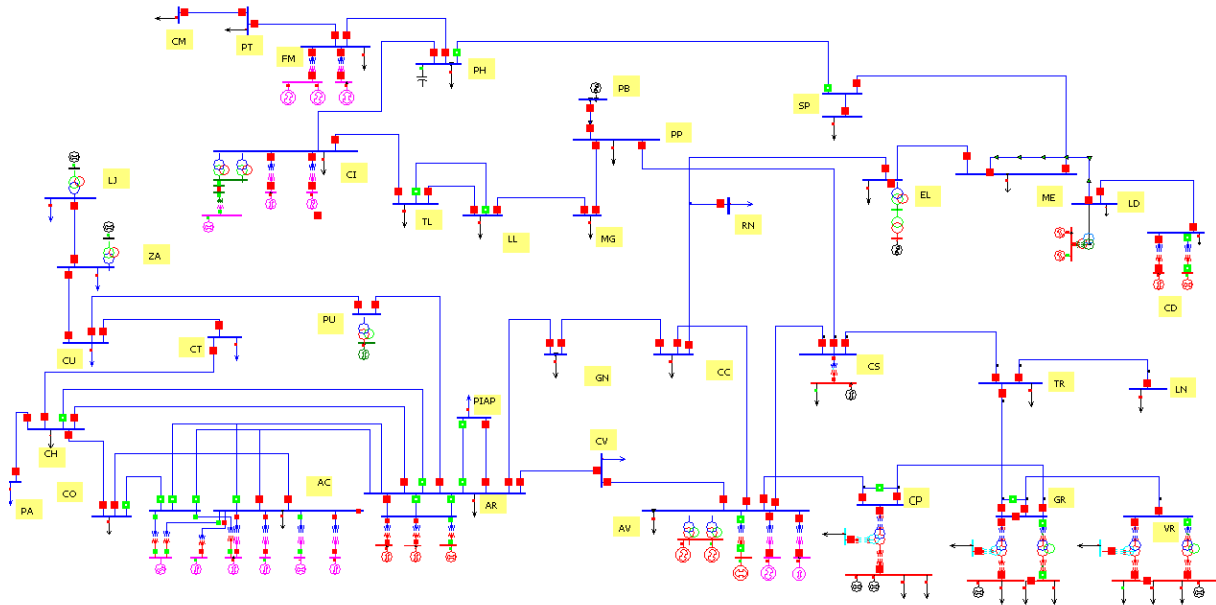 CM
PT
FM
PH
PB
SP
PP
LJ
CI
TL
LL
MG
RN
EL
ME
LD
ZA
CD
PU
CU
CT
GN
CC
CS
TR
LN
PIAP
CH
CV
CO
AC
AR
PA
AV
CP
GR
VR